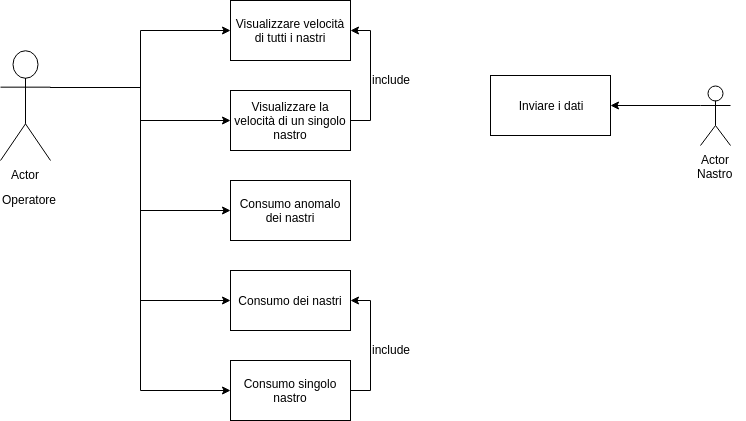 Visualizzare velocità
di tutti i nastri
include
Visualizzare la
velocità di un singolo
nastro
Inviare i dati
Actor
Nastro
Actor
Operatore
Consumo anomalo
dei nastri
Consumo dei nastri
include
Consumo singolo
nastro